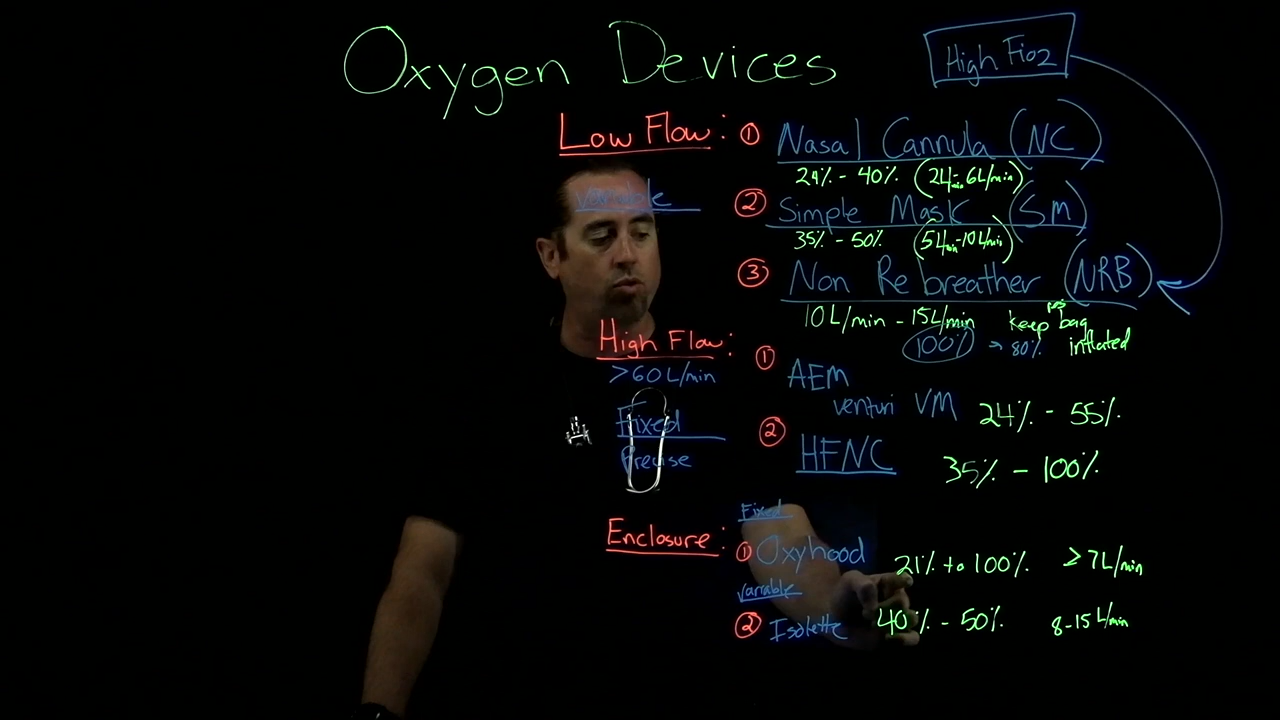 Oxygen Devices
High FiO2
Low Flow: ① Nasal Cannula (NC)
24% - 40% (2L/min-6L/min)
variable
② Simple Mask (SM)
35% - 50% (5L/min-10L/min)
③ Non Rebreather (NRB)
10L/min - 15L/min keep bag
100% → 80% inflated
High Flow: ① AEM
>60L/min
venturi VM 24% - 55%
Fixed
② HFNC 35% - 100%
Precise
Fixed
Enclosure: ① Oxyhood 21% to 100% ≥7L/min
variable
② Isolette 40% - 50% 8-15L/min